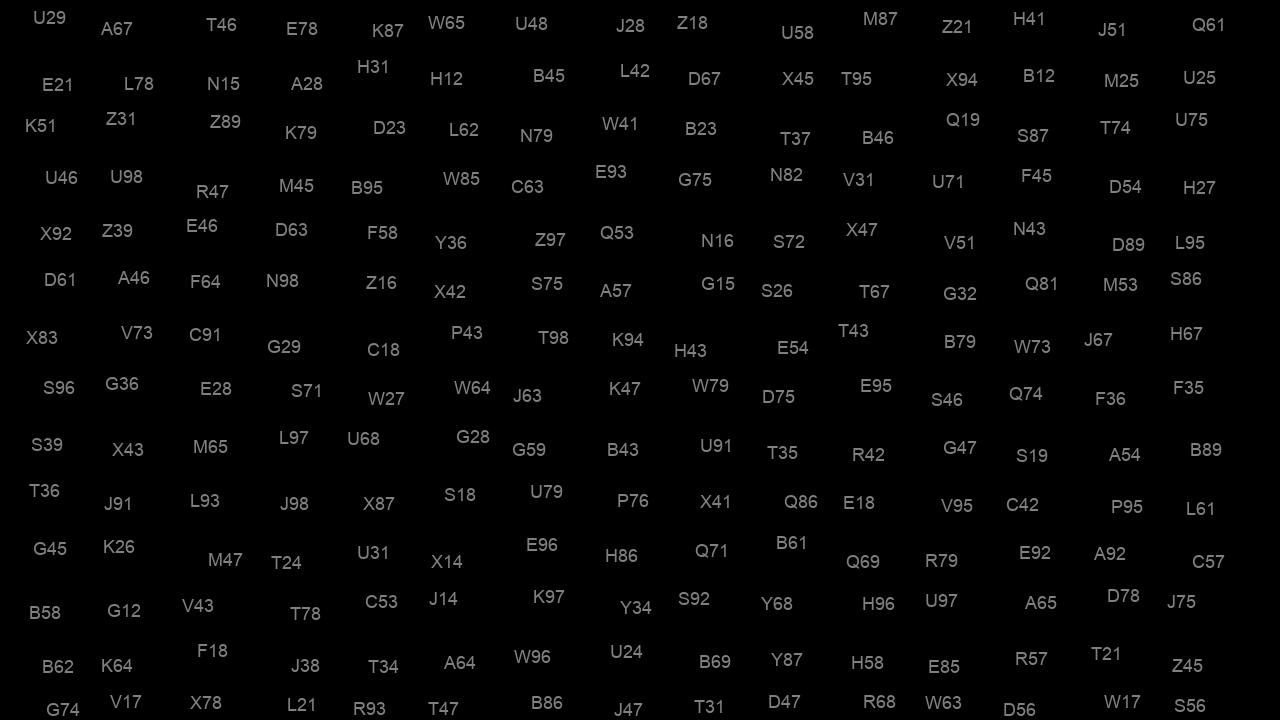 U29 A67 T46 E78 K87 W65 U48 J28 Z18 U58 M87 Z21 H41 J51 Q61
E21 L78 N15 A28 H31 H12 B45 L42 D67 X45 T95 X94 B12 M25 U25
K51 Z31 Z89 K79 D23 L62 N79 W41 B23 T37 B46 Q19 S87 T74 U75
U46 U98 R47 M45 B95 W85 C63 E93 G75 N82 V31 U71 F45 D54 H27
X92 Z39 E46 D63 F58 Y36 Z97 Q53 N16 S72 X47 V51 N43 D89 L95
D61 A46 F64 N98 Z16 X42 S75 A57 G15 S26 T67 G32 Q81 M53 S86
X83 V73 C91 G29 C18 P43 T98 K94 H43 E54 T43 B79 W73 J67 H67
S96 G36 E28 S71 W27 W64 J63 K47 W79 D75 E95 S46 Q74 F36 F35
S39 X43 M65 L97 U68 G28 G59 B43 U91 T35 R42 G47 S19 A54 B89
T36 J91 L93 J98 X87 S18 U79 P76 X41 Q86 E18 V95 C42 P95 L61
G45 K26 M47 T24 U31 X14 E96 H86 Q71 B61 Q69 R79 E92 A92 C57
B58 G12 V43 T78 C53 J14 K97 Y34 S92 Y68 H96 U97 A65 D78 J75
B62 K64 F18 J38 T34 A64 W96 U24 B69 Y87 H58 E85 R57 T21 Z45
G74 V17 X78 L21 R93 T47 B86 J47 T31 D47 R68 W63 D56 W17 S56